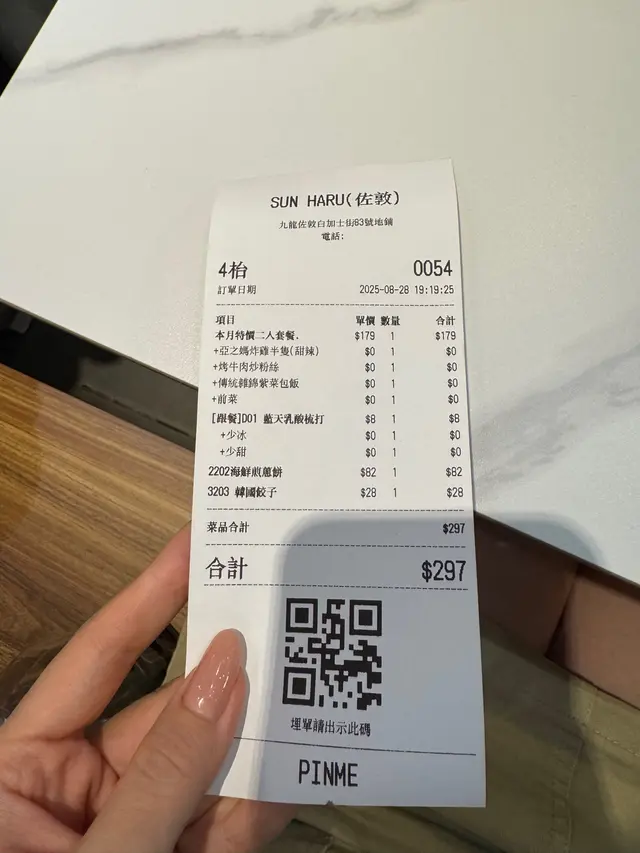 SUN HARU(佐敦)
九龍佐敦白加士街83號地鋪
電話:
4枱 0054
訂單日期 2025-08-28 19:19:25
項目 單價 數量 合計
本月特價二人套餐. $179 1 $179
+亞之媽炸雞半隻(甜辣) $0 1 $0
+烤牛肉炒粉絲 $0 1 $0
+傳統雜錦紫菜包飯 $0 1 $0
+前菜 $0 1 $0
[跟餐]D01 藍天乳酸梳打 $8 1 $8
+少冰 $0 1 $0
+少甜 $0 1 $0
2202海鮮煎蔥餅 $82 1 $82
3203 韓國餃子 $28 1 $28
菜品合計 $297
合計 $297
埋單請出示此碼
PINME